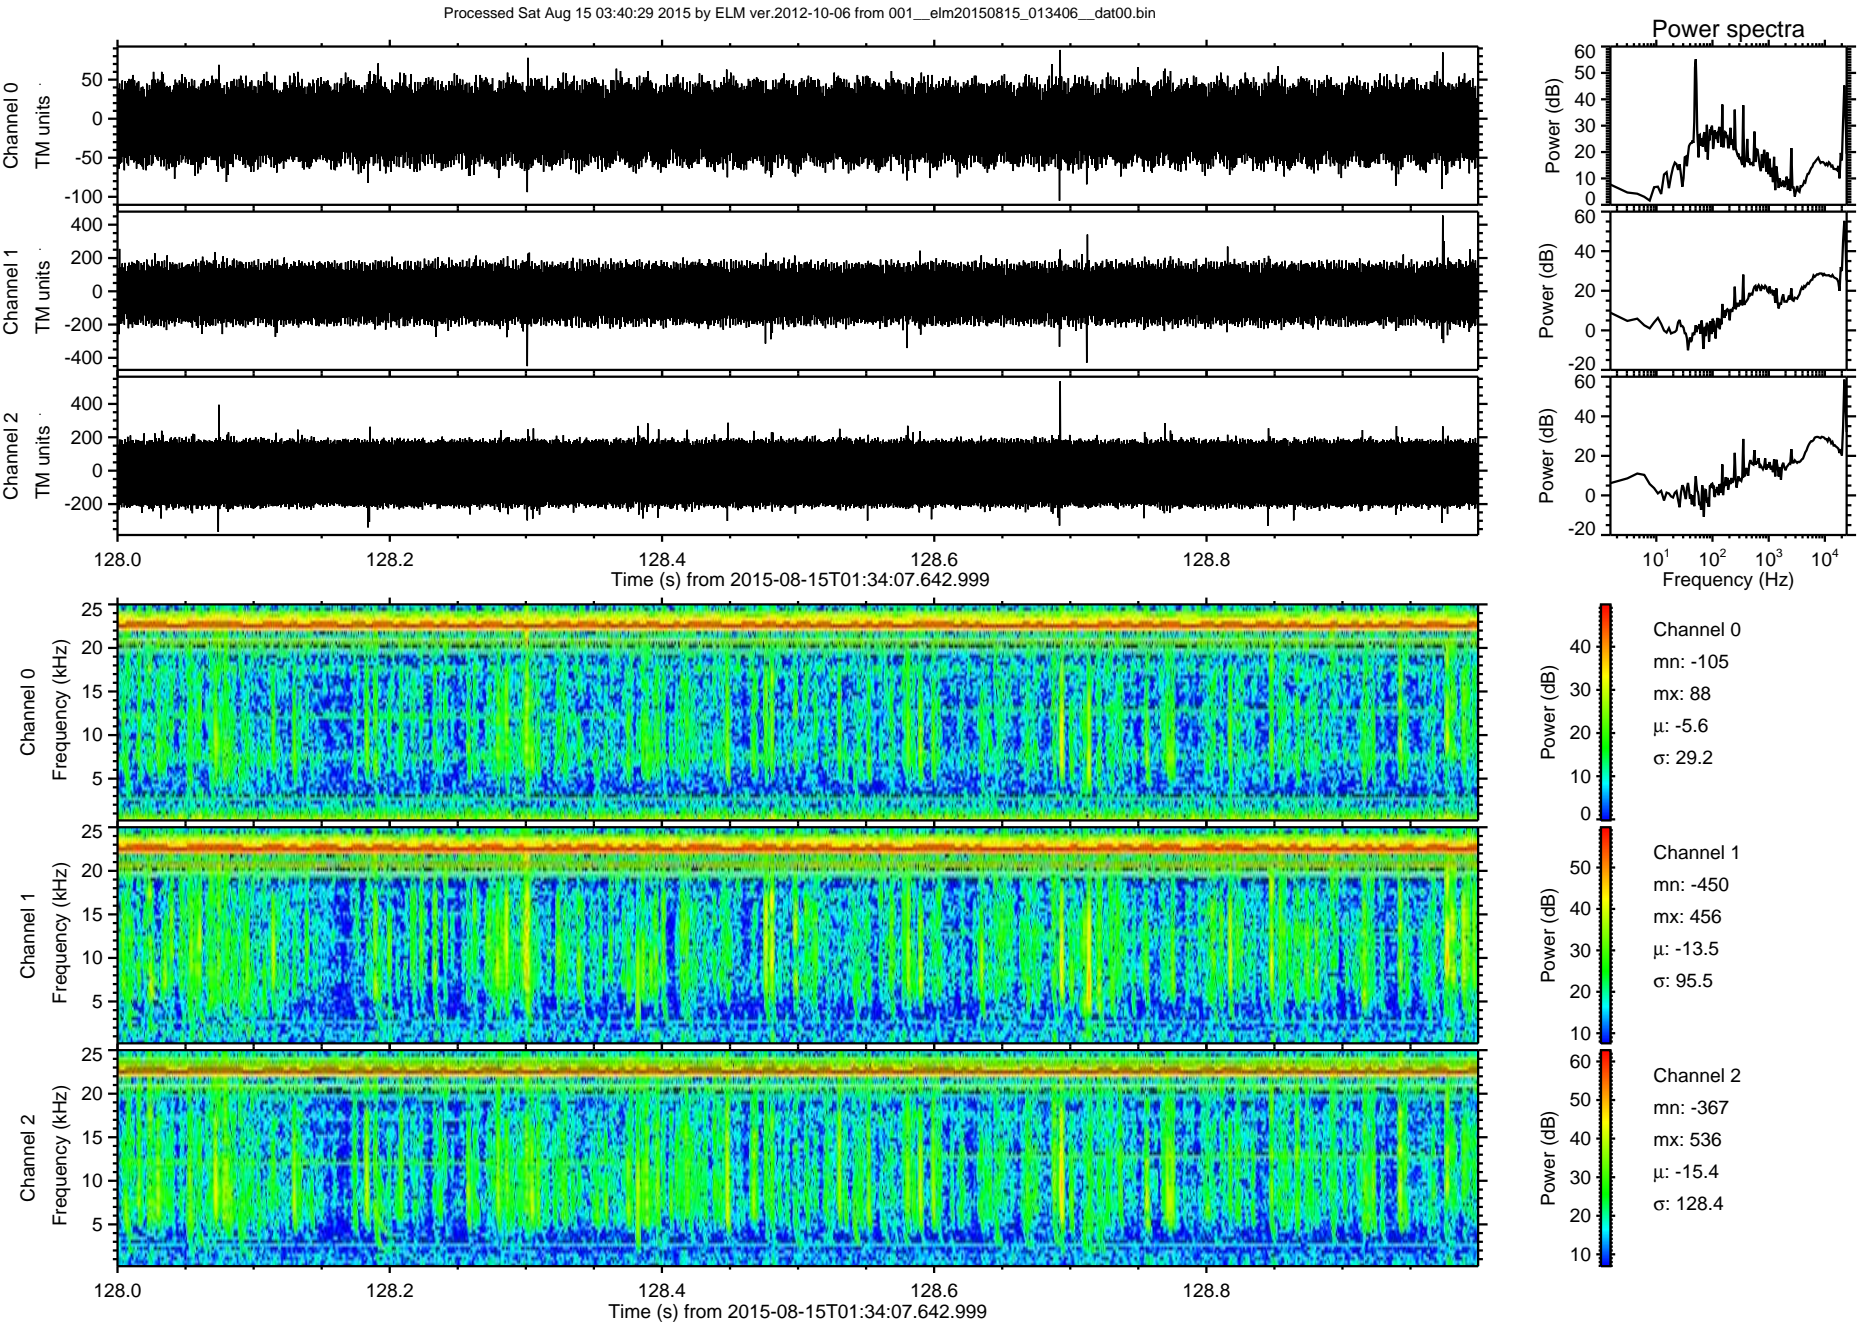 Processed Sat Aug 15 03:40:29 2015 by ELM ver.2012-10-06 from 001__elm20150815_013406__dat00.bin
Power spectra
Channel 0
TM units
50
0
-50
-100
Power (dB)
60
50
40
30
20
10
0
Channel 1
TM units
400
200
0
-200
-400
Power (dB)
60
40
20
0
-20
Channel 2
TM units
400
200
0
-200
Power (dB)
60
40
20
0
-20
128.0 128.2 128.4 128.6 128.8
Time (s) from 2015-08-15T01:34:07.642.999
10^1 10^2 10^3 10^4
Frequency (Hz)
Channel 0
Frequency (kHz)
25
20
15
10
5
Power (dB)
40
30
20
10
0
Channel 0
mn: -105
mx: 88
μ: -5.6
σ: 29.2
Channel 1
Frequency (kHz)
25
20
15
10
5
Power (dB)
50
40
30
20
10
Channel 1
mn: -450
mx: 456
μ: -13.5
σ: 95.5
Channel 2
Frequency (kHz)
25
20
15
10
5
Power (dB)
60
50
40
30
20
10
Channel 2
mn: -367
mx: 536
μ: -15.4
σ: 128.4
128.0 128.2 128.4 128.6 128.8
Time (s) from 2015-08-15T01:34:07.642.999